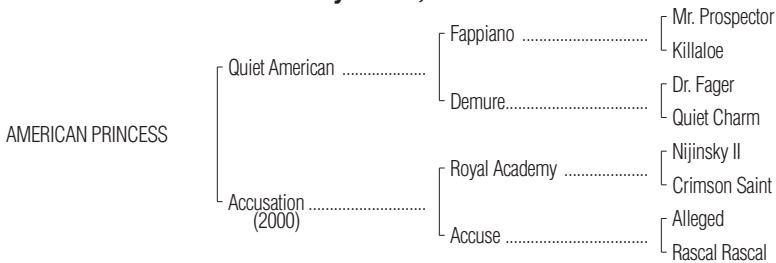 Mr. Prospector
Fappiano ........................................
Killaloe
Quiet American .....................
Dr. Fager
Demure.............................................
Quiet Charm
AMERICAN PRINCESS
Nijinsky II
Royal Academy ..........................
Crimson Saint
Accusation ...............................
(2000)
Alleged
Accuse .............................................
Rascal Rascal